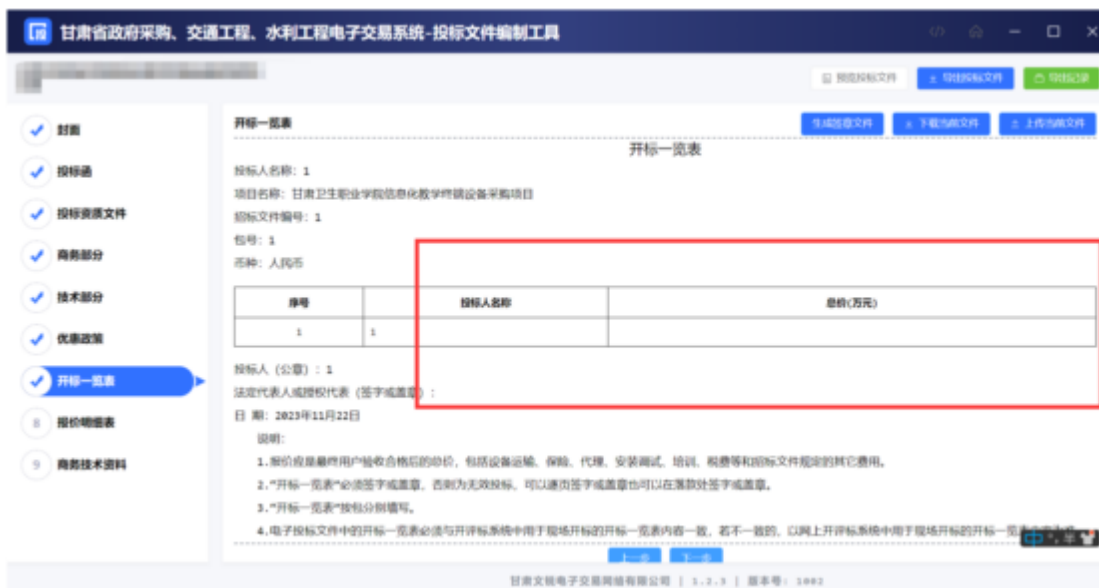 甘肃省政府采购、交通工程、水利工程电子交易系统-投标文件编制工具
预览投标文件 导出投标文件 导出记录
封面
投标函
投标资质文件
商务部分
技术部分
优惠政策
开标一览表
8 报价明细表
9 商务技术资料
开标一览表 生成签章文件 下载当前文件 上传当前文件
开标一览表
投标人名称: 1
项目名称: 甘肃卫生职业学院信息化教学终端设备采购项目
招标文件编号: 1
包号: 1
币种: 人民币
序号 投标人名称 总价(万元)
1 1
投标人 (公章) : 1
法定代表人或授权代表 (签字或盖章) :
日 期: 2023年11月22日
说明:
1.报价应是最终用户验收合格后的总价, 包括设备运输、保险、代理、安装调试、培训、税费等和招标文件规定的其它费用。
2."开标一览表"必须签字或盖章, 否则为无效投标, 可以逐页签字或盖章也可以在落款处签字或盖章。
3."开标一览表"按包分别填写。
4.电子投标文件中的开标一览表必须与开评标系统中用于现场开标的开标一览表内容一致, 若不一致的, 以网上开评标系统中用于现场开标的开标一览表
中 半
上一步 下一步
甘肃文锐电子交易网络有限公司 | 1.2.3 | 版本号: 1002